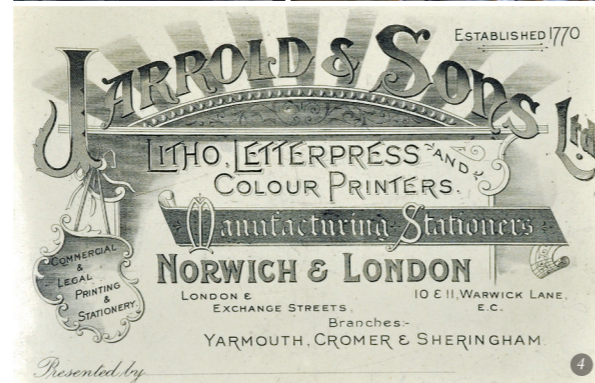 ESTABLISHED 1770
JARROLD & SONS Ltd
LITHO, LETTERPRESS AND
COLOUR PRINTERS.
Manufacturing Stationers
COMMERCIAL
&
LEGAL
PRINTING
&
STATIONERY.
NORWICH & LONDON
LONDON &
EXCHANGE STREETS,
10 & 11, WARWICK LANE,
E.C.
Branches:-
YARMOUTH, CROMER & SHERINGHAM.
Presented by
4